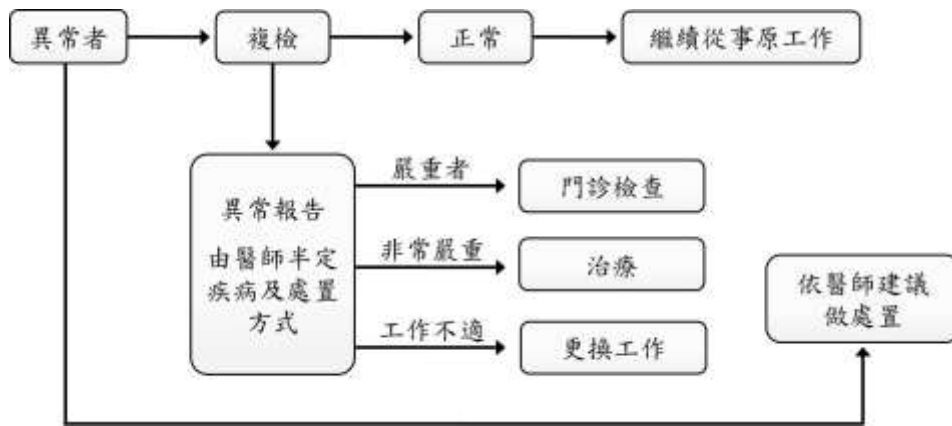 異常者
複檢
正常
繼續從事原工作
異常報告
由醫師半定
疾病及處置
方式
嚴重者
門診檢查
非常嚴重
治療
工作不適
更換工作
依醫師建議
做處置